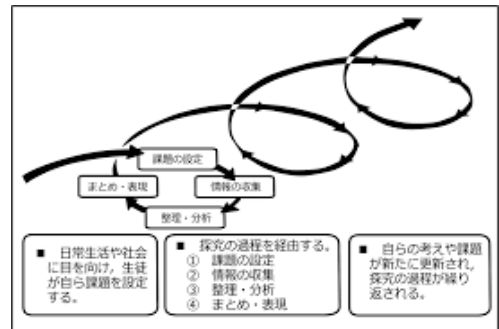 課題の設定
まとめ・表現
情報の収集
整理・分析
■ 日常生活や社会
に目を向け，生徒
が自ら課題を設定
する。
■ 探究の過程を経由する。
① 課題の設定
② 情報の収集
③ 整理・分析
④ まとめ・表現
■ 自らの考えや課題
が新たに更新され，
探究の過程が繰り
返される。